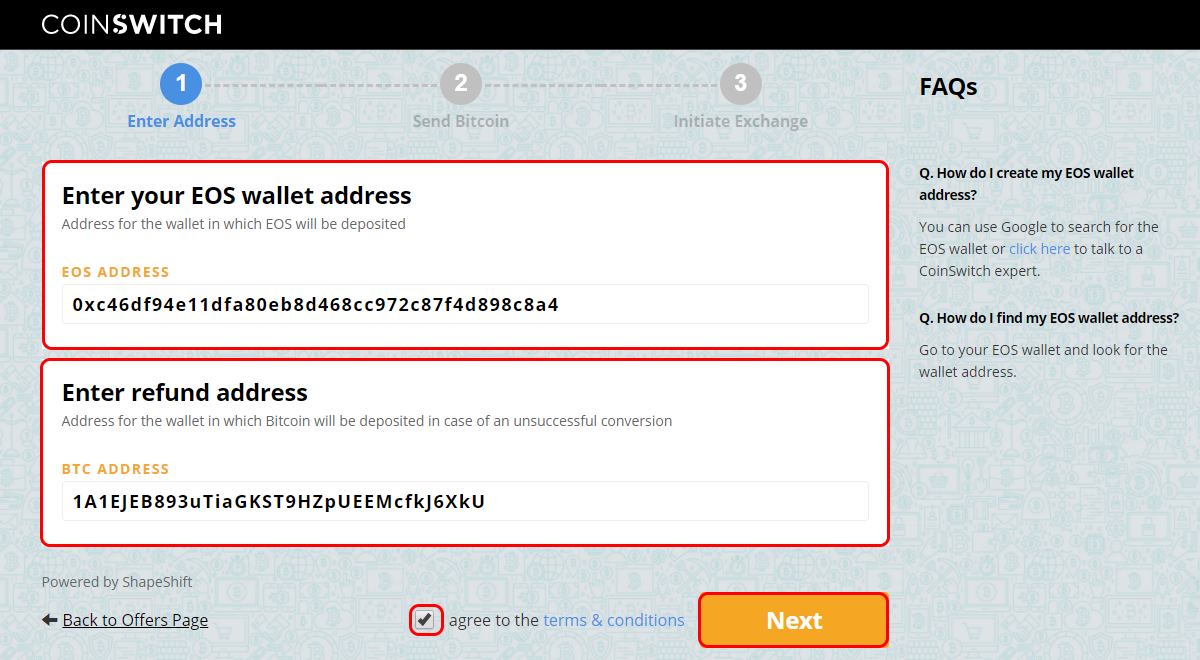 COINSWITCH
1
2
3
Enter Address
Send Bitcoin
Initiate Exchange
Enter your EOS wallet address
Address for the wallet in which EOS will be deposited
EOS ADDRESS
0xc46df94e11dfa80eb8d468cc972c87f4d898c8a4
Enter refund address
Address for the wallet in which Bitcoin will be deposited in case of an unsuccessful conversion
BTC ADDRESS
1A1EJEB893uTiaGKST9HZpUEEMcfkJ6XkU
Powered by ShapeShift
Back to Offers Page
agree to the terms & conditions
Next
FAQs
Q. How do I create my EOS wallet
address?
You can use Google to search for the
EOS wallet or click here to talk to a
CoinSwitch expert.
Q. How do I find my EOS wallet address?
Go to your EOS wallet and look for the
wallet address.